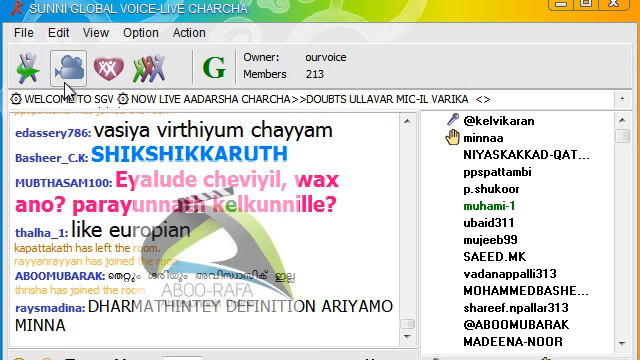 SUNNI GLOBAL VOICE-LIVE CHARCHA
File Edit View Option Action
G
Owner: ourvoice
Members 213
WELCOME TO SGV NOW LIVE AADARSHA CHARCHA>>DOUBTS ULLAVAR MIC-IL VARIKA <>
edassery786: vasiya virthiyum chayyam
Basheer_C.K: SHIKSHIKKARUTH
MUBTHASAM100: Eyalude cheviyil, wax
ano? parayunnath kelkunnille?
thalha_1: like europian
kapattakath has left the room,
rayyanrayyan has joined the room,
ABOOMUBARAK: തെറ്റും ശരിയും അവിസ്വാസിക് ഇല്ല
thrisha has joined the room,
raysmadina: DHARMATHINTEY DEFINITION ARIYAMO
MINNA
ABOO-RAFA
@kelvikaran
minnaa
NIYASKAKKAD-QAT...
ppspattambi
p.shukoor
muhami-1
ubaid311
mujeeb99
SAEED.MK
vadanappalli313
MOHAMMEDBASHE...
shareef.npallar313
@ABOOMUBARAK
MADEENA-NOOR